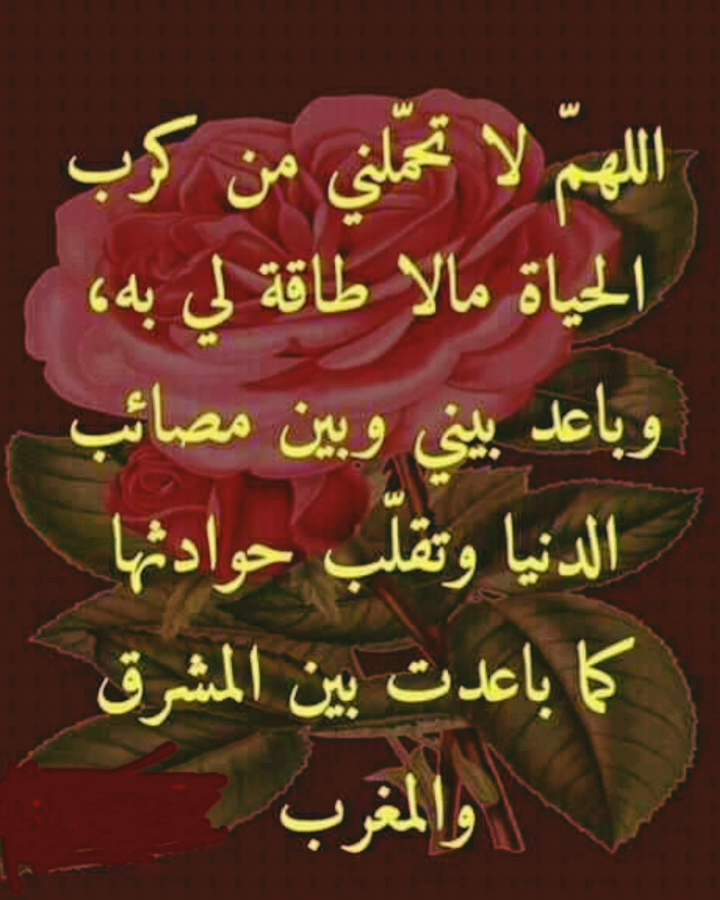 اللهمّ لا تحمّلني من كرب
الحياة مالا طاقة لي به،
وباعد بيني وبين مصائب
الدنيا وتقلّب حوادثها
كما باعدت بين المشرق
والمغرب